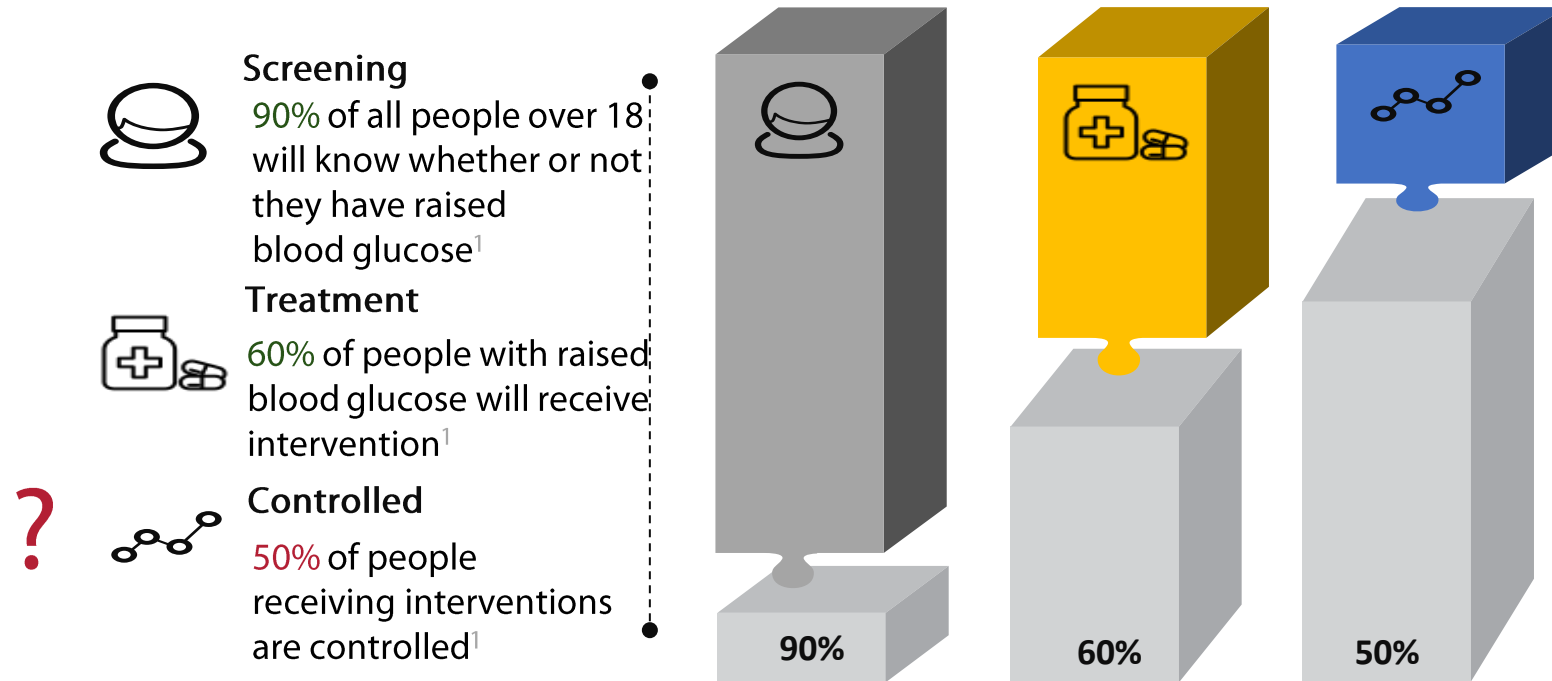 Screening
90% of all people over 18
will know whether or not
they have raised
blood glucose1
Treatment
60% of people with raised
blood glucose will receive
intervention1
?
Controlled
50% of people
receiving interventions
are controlled1
90%
60%
50%